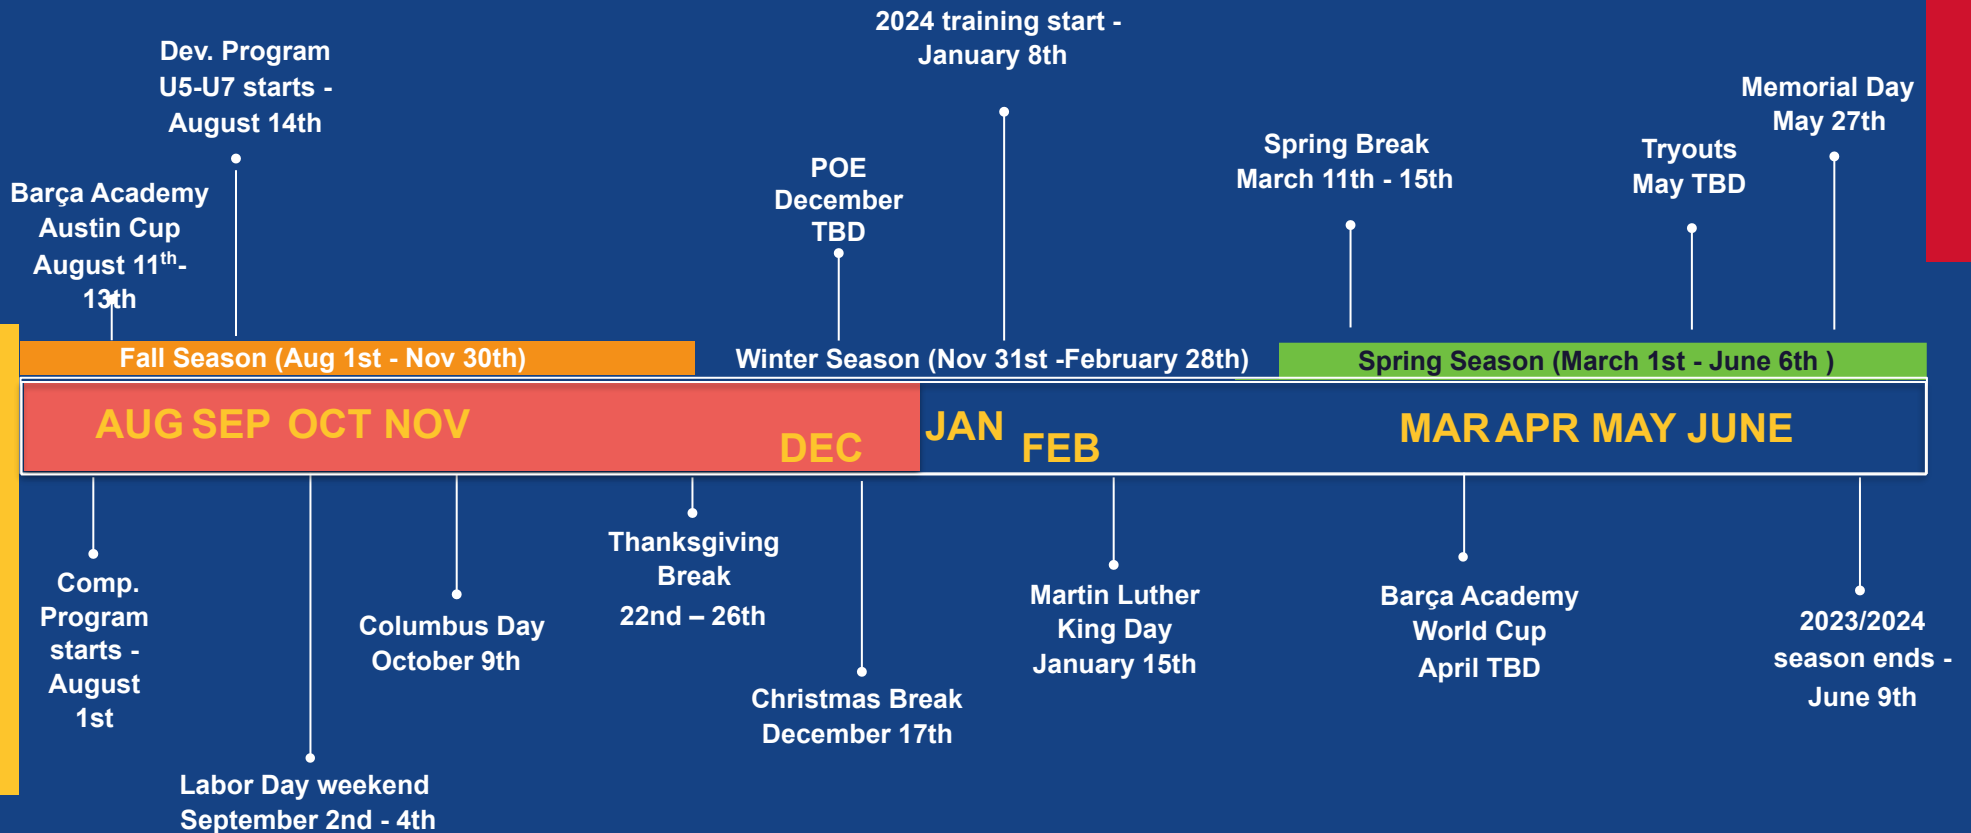 2024 training start -
January 8th
Dev. Program
U5-U7 starts -
August 14th
Memorial Day
May 27th
Barça Academy
Austin Cup
August 11th-
13th
POE
December
TBD
Spring Break
March 11th - 15th
Tryouts
May TBD
Fall Season (Aug 1st - Nov 30th)
Winter Season (Nov 31st -February 28th)
Spring Season (March 1st - June 6th )
AUG SEP OCT NOV
DEC
JAN
FEB
MAR APR MAY JUNE
Comp.
Program
starts -
August
1st
Labor Day weekend
September 2nd - 4th
Columbus Day
October 9th
Thanksgiving
Break
22nd – 26th
Christmas Break
December 17th
Martin Luther
King Day
January 15th
Barça Academy
World Cup
April TBD
2023/2024
season ends -
June 9th